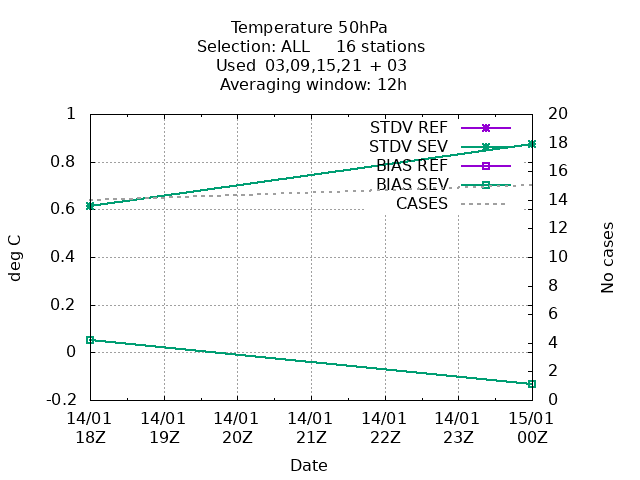 Temperature 50hPa
Selection: ALL     16 stations
Used  03,09,15,21 + 03
Averaging window: 12h
1
0.8
0.6
0.4
0.2
0
-0.2
deg C
20
18
16
14
12
10
8
6
4
2
0
No cases
STDV REF
STDV SEV
BIAS REF
BIAS SEV
CASES
14/01 14/01 14/01 14/01 14/01 14/01 15/01
18Z 19Z 20Z 21Z 22Z 23Z 00Z
Date